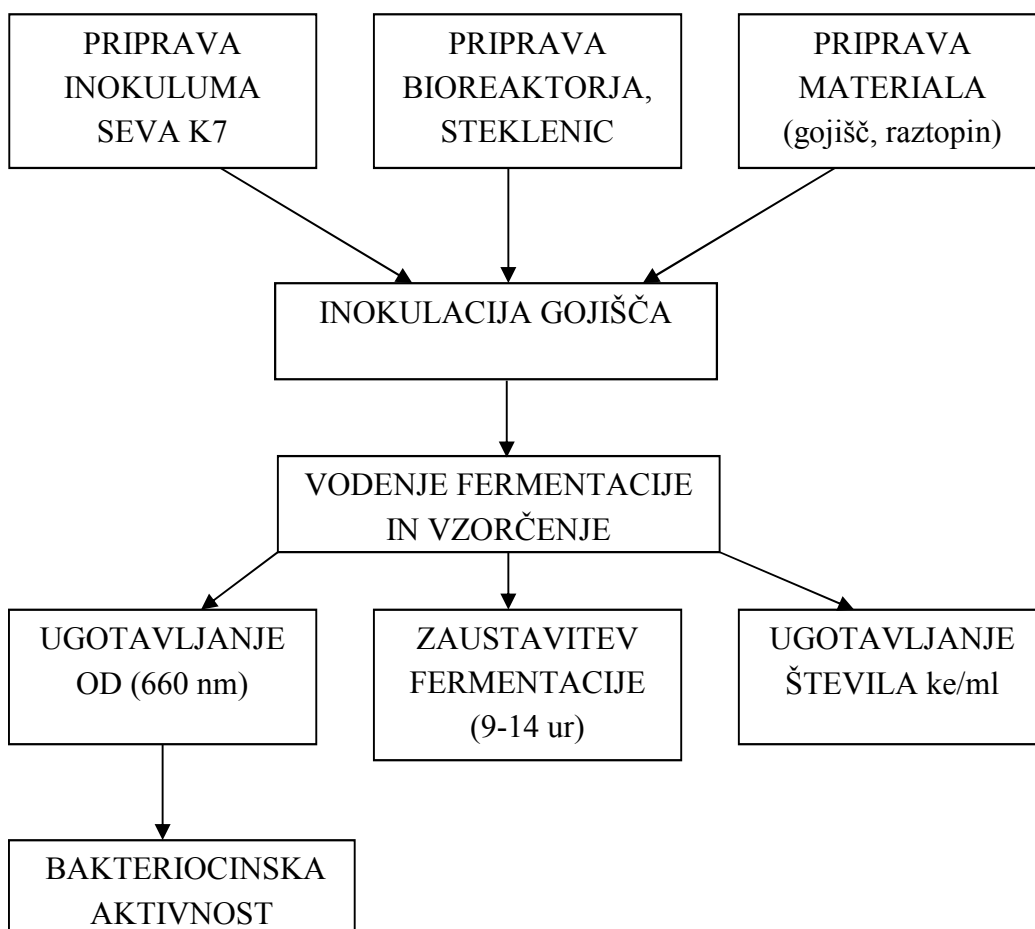 PRIPRAVA
INOKULUMA
SEVA K7
PRIPRAVA
BIOREAKTORJA,
STEKLENIC
PRIPRAVA
MATERIALA
(gojišč, raztopin)
INOKULACIJA GOJIŠČA
VODENJE FERMENTACIJE
IN VZORČENJE
UGOTAVLJANJE
OD (660 nm)
ZAUSTAVITEV
FERMENTACIJE
(9-14 ur)
UGOTAVLJANJE
ŠTEVILA ke/ml
BAKTERIOCINSKA
AKTIVNOST